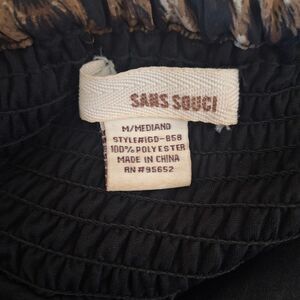 SANS SOUCI
M/MEDIANO
STYLE#IGD-858
100% POLYESTER
MADE IN CHINA
RN #95652